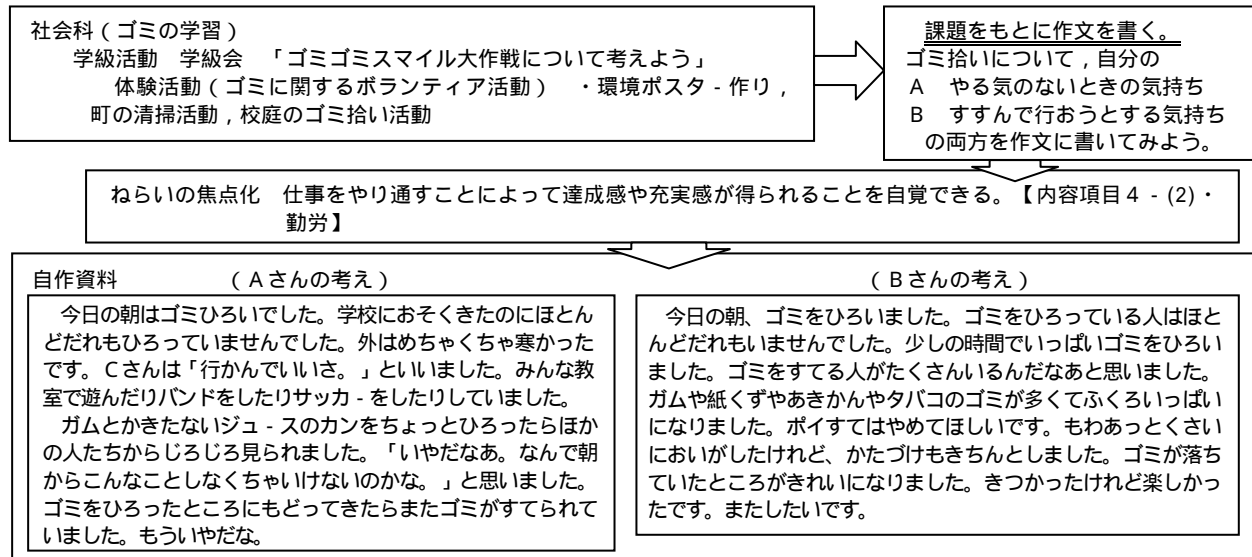 社会科（ゴミの学習）
学級活動　学級会　「ゴミゴミスマイル大作戦について考えよう」
体験活動（ゴミに関するボランティア活動）　・環境ポスタ‐作り，
町の清掃活動，校庭のゴミ拾い活動
課題をもとに作文を書く。
ゴミ拾いについて，自分の
Ａ　やる気のないときの気持ち
Ｂ　すすんで行おうとする気持ち
の両方を作文に書いてみよう。
ねらいの焦点化　仕事をやり通すことによって達成感や充実感が得られることを自覚できる。【内容項目４‐(2)・
勤労】
自作資料　（Ａさんの考え）
今日の朝はゴミひろいでした。学校におそくきたのにほとん
どだれもひろっていませんでした。外はめちゃくちゃ寒かった
です。Ｃさんは「行かんでいいさ。」といいました。みんな教
室で遊んだりバンドをしたりサッカ‐をしたりしていました。
ガムとかきたないジュ‐スのカンをちょっとひろったらほか
の人たちからじろじろ見られました。「いやだなあ。なんで朝
からこんなことしなくちゃいけないのかな。」と思いました。
ゴミをひろったところにもどってきたらまたゴミがすてられて
いました。もういやだな。
（Ｂさんの考え）
今日の朝、ゴミをひろいました。ゴミをひろっている人はほと
んどだれもいませんでした。少しの時間でいっぱいゴミをひろい
ました。ゴミをすてる人がたくさんいるんだなあと思いました。
ガムや紙くずやあきかんやタバコのゴミが多くてふくろいっぱい
になりました。ポイすてはやめてほしいです。もわあっとくさい
においがしたけれど、かたづけもきちんとしました。ゴミが落ち
ていたところがきれいになりました。きつかったけれど楽しかっ
たです。またしたいです。